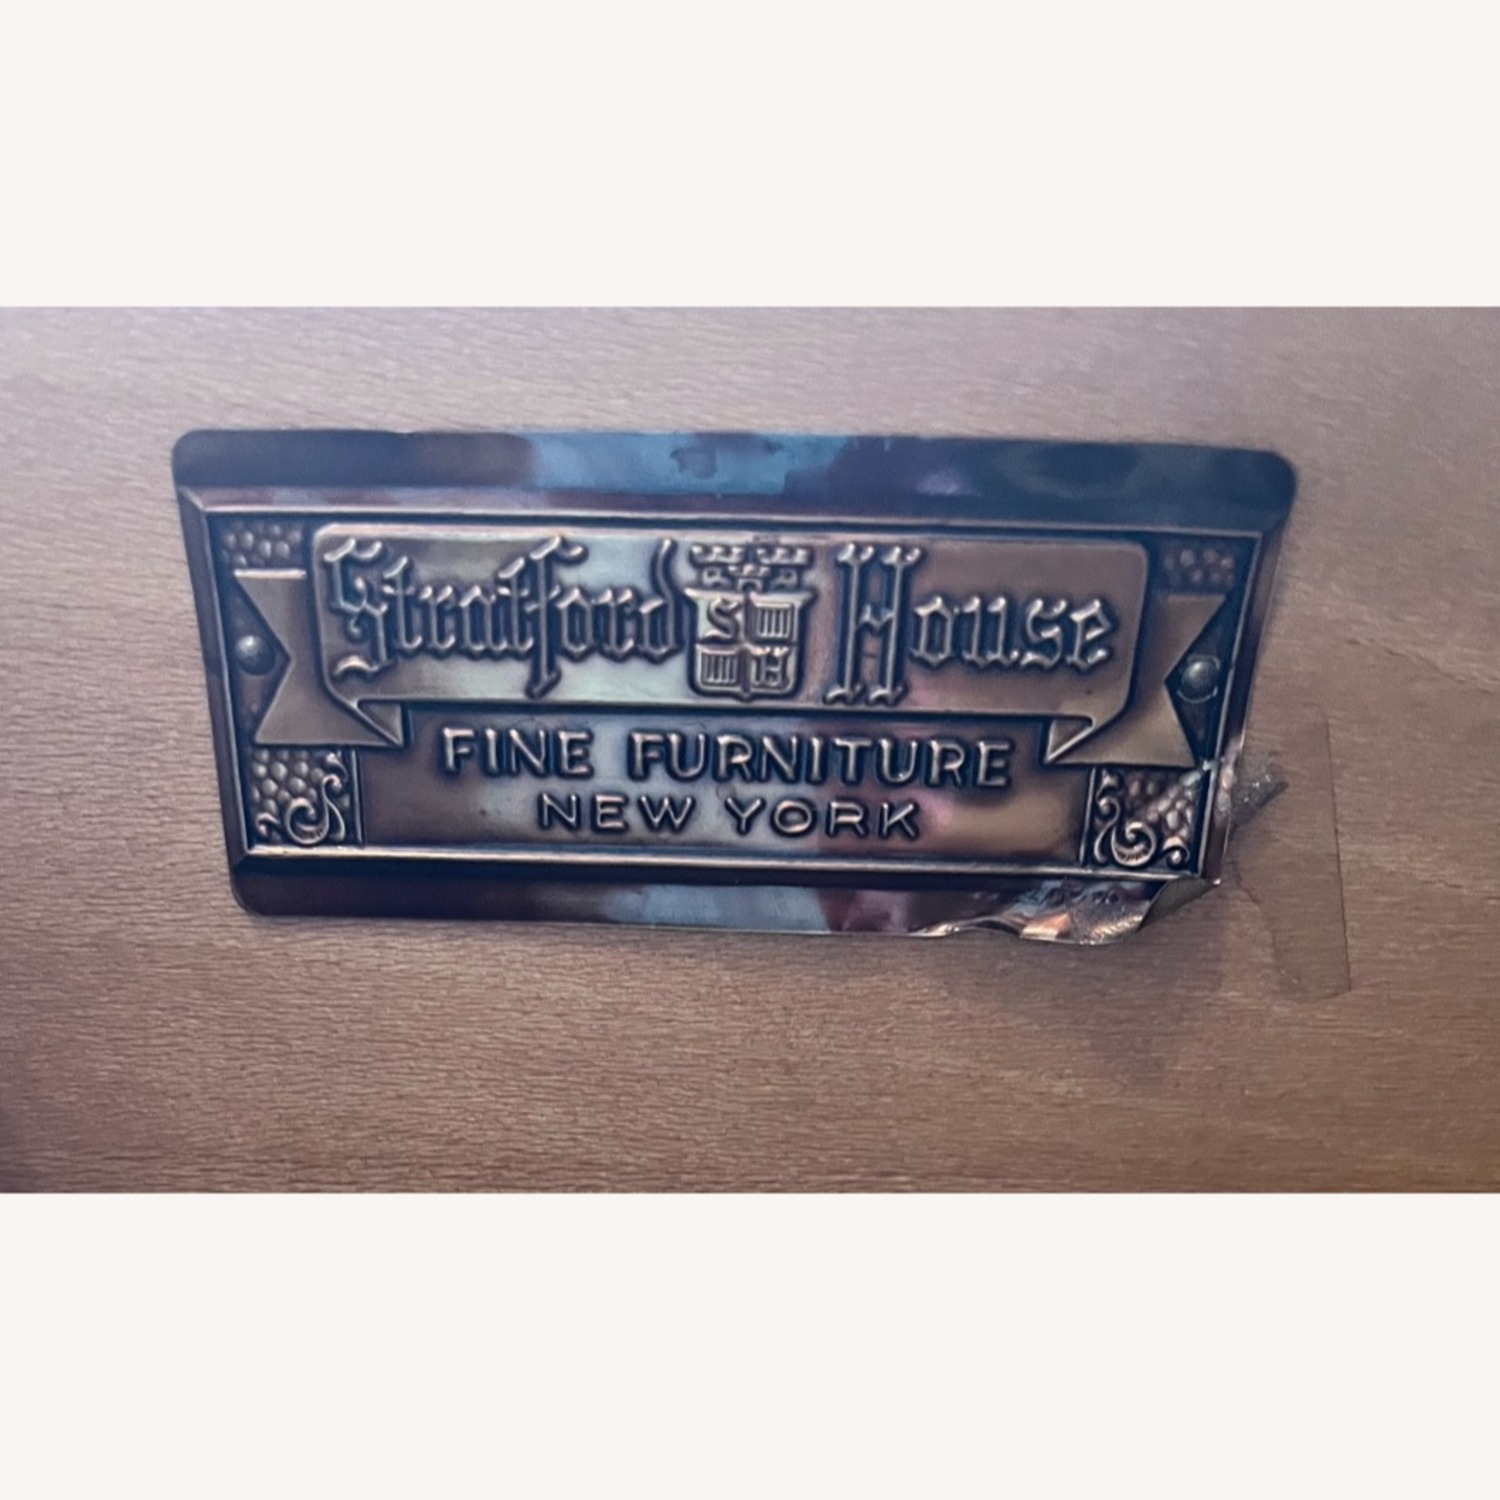 Stratford House
S
H
FINE FURNITURE
NEW YORK